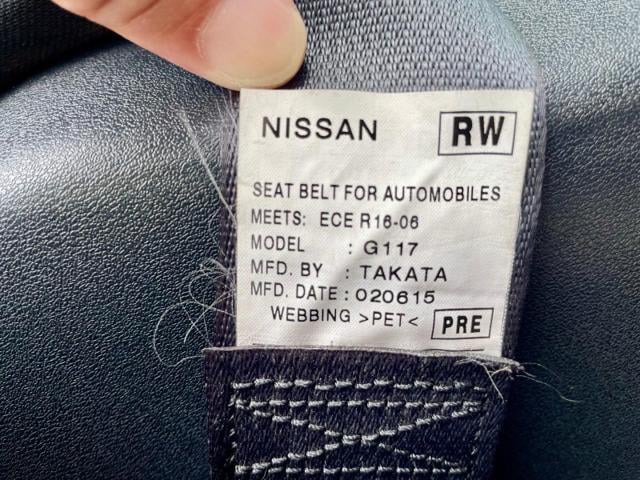 NISSAN RW
SEAT BELT FOR AUTOMOBILES
MEETS: ECE R16-06
MODEL : G117
MFD. BY : TAKATA
MFD. DATE : 020615
WEBBING >PET< PRE